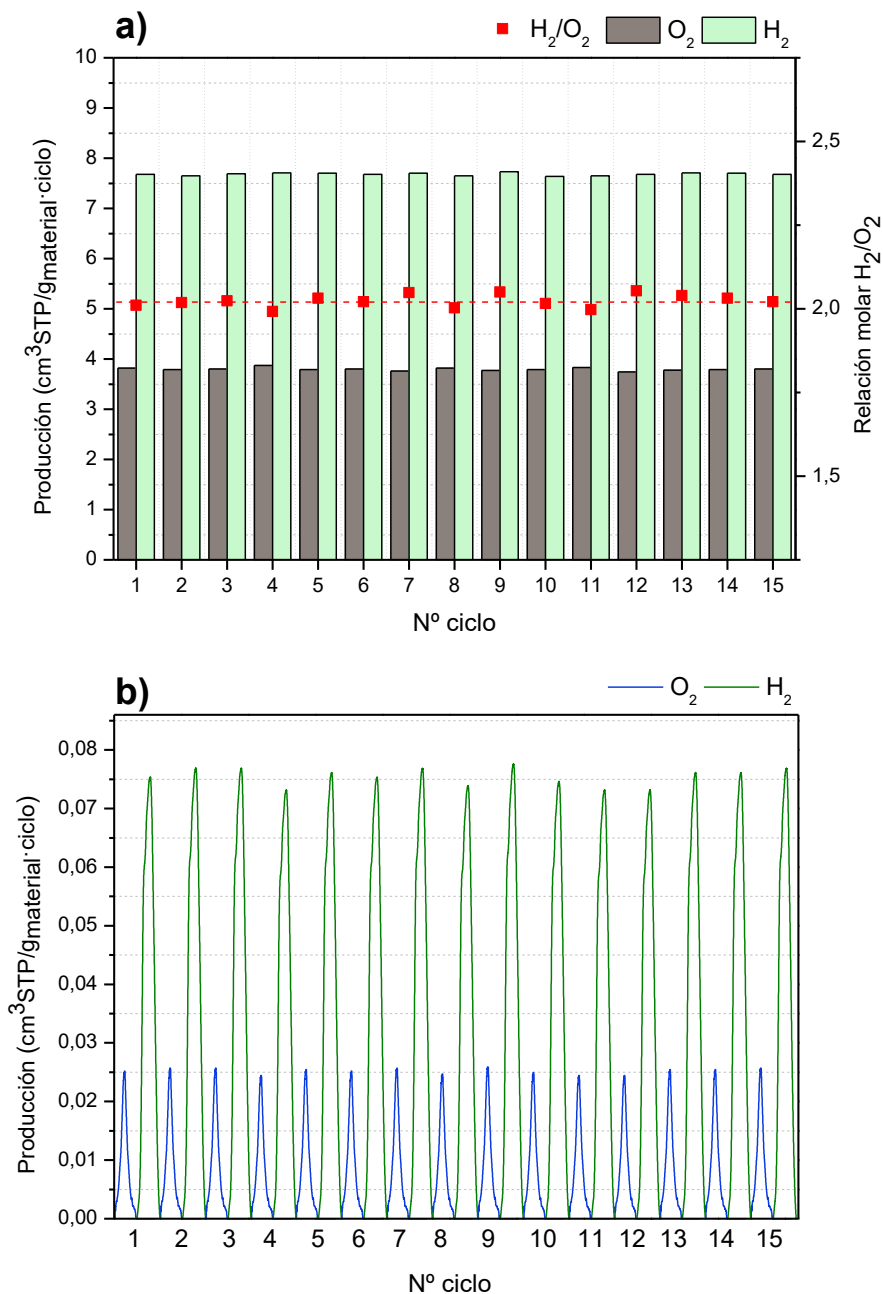 a)
H2/O2 O2 H2
Producción (cm3STP/gmaterial·ciclo)
10
9
8
7
6
5
4
3
2
1
0
2,5
2,0
1,5
Relación molar H2/O2
1 2 3 4 5 6 7 8 9 10 11 12 13 14 15
Nº ciclo
b)
O2 H2
Producción (cm3STP/gmaterial·ciclo)
0,08
0,07
0,06
0,05
0,04
0,03
0,02
0,01
0,00
1 2 3 4 5 6 7 8 9 10 11 12 13 14 15
Nº ciclo